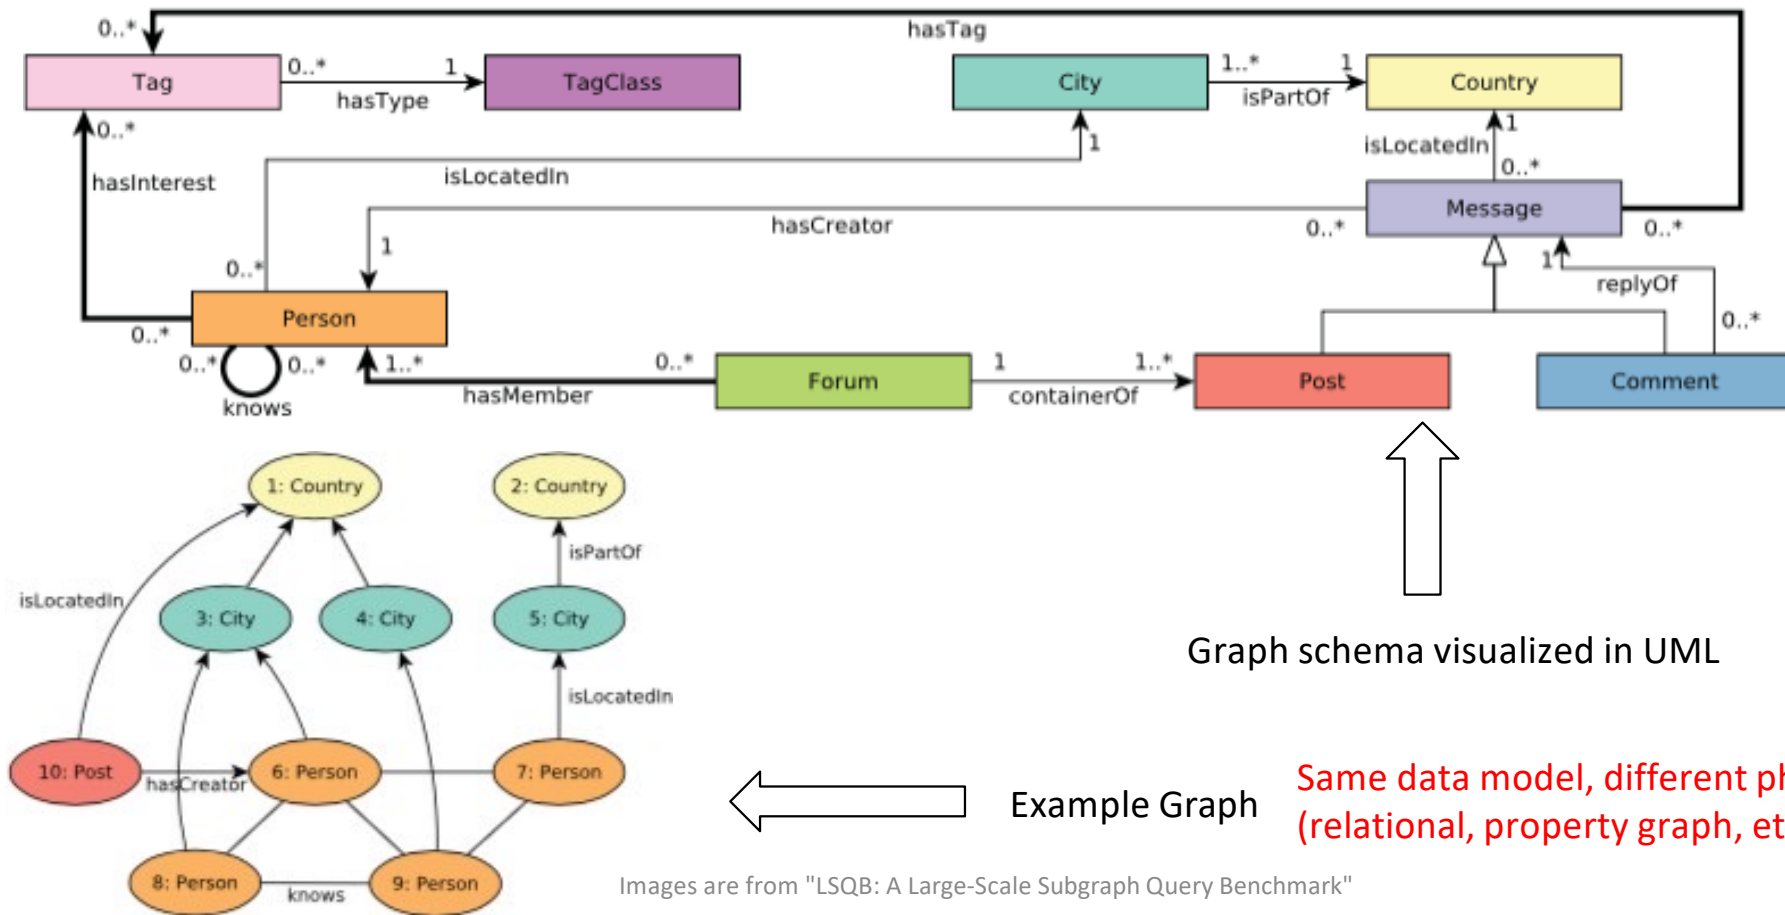 0..* hasTag
Tag 0..* 1 TagClass City 1..* 1 Country
hasType isPartOf
0..* 1 isLocatedIn 1
hasInterest isLocatedIn 0..*
Message
hasCreator 0..* 0..*
1 1
0..* replyOf
Person
0..* 0..*
0..* 0..* 1..* 0..* Forum 1 1..* Post Comment
knows hasMember containerOf
1: Country 2: Country
isPartOf
isLocatedIn
3: City 4: City 5: City
Graph schema visualized in UML
isLocatedIn
10: Post hasCreator 6: Person 7: Person
Example Graph
Same data model, different ph
(relational, property graph, et
8: Person knows 9: Person
Images are from "LSQB: A Large-Scale Subgraph Query Benchmark"